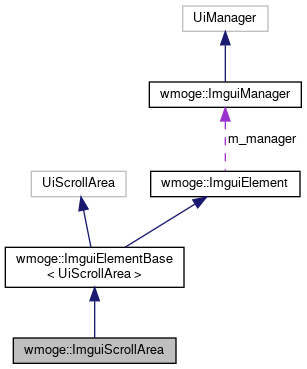 UiManager
wmoge::ImguiManager
m_manager
UiScrollArea
wmoge::ImguiElement
wmoge::ImguiElementBase
< UiScrollArea >
wmoge::ImguiScrollArea